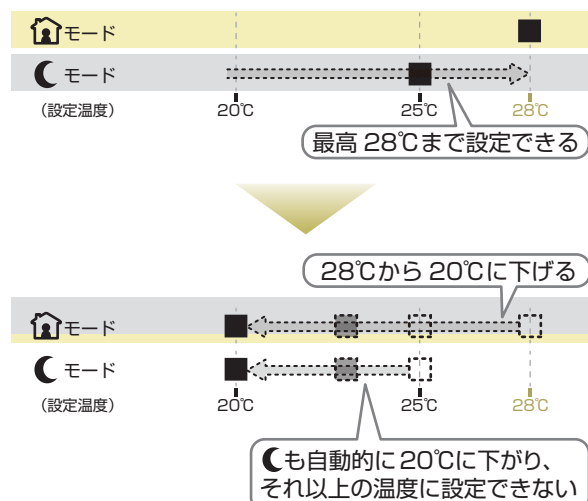 モード
モード
(設定温度) 20℃ 25℃ 28℃
最高 28℃まで設定できる
28℃から 20℃に下げる
モード
モード
(設定温度) 20℃ 25℃ 28℃
も自動的に20℃に下がり、
それ以上の温度に設定できない